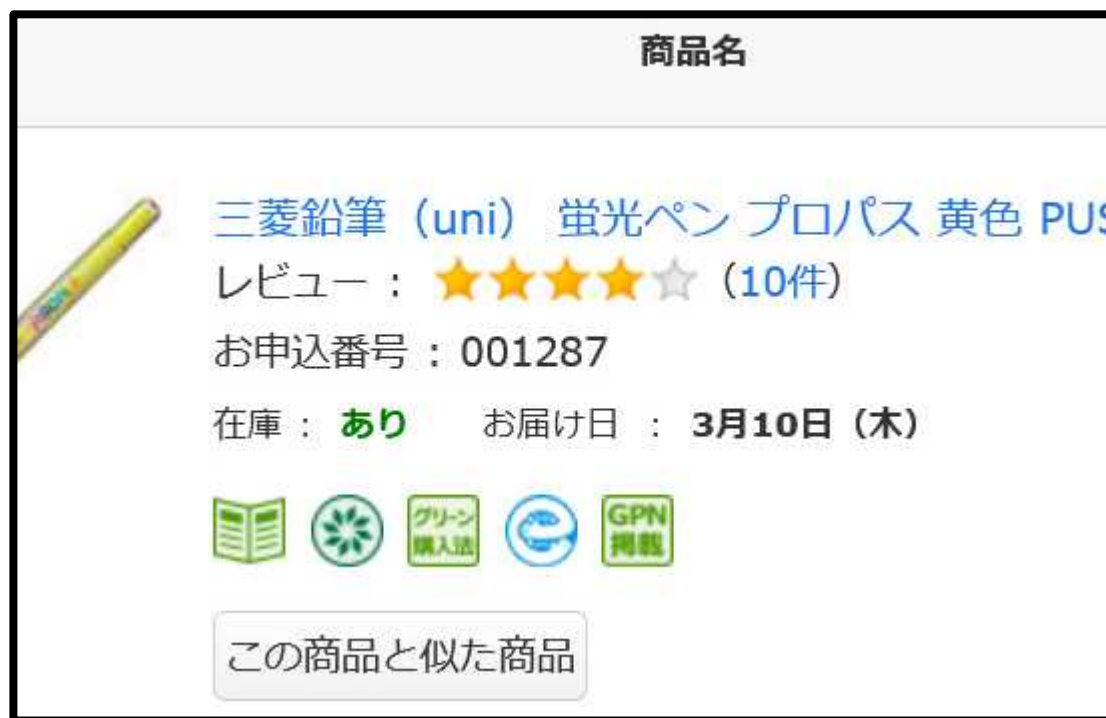 商品名
三菱鉛筆（uni） 蛍光ペン プロパス 黄色 PUS
レビュー： ★★★★☆（10件）
お申込番号：001287
在庫： あり お届け日 ： 3月10日（木）
グリーン
購入法
GPN
掲載
この商品と似た商品